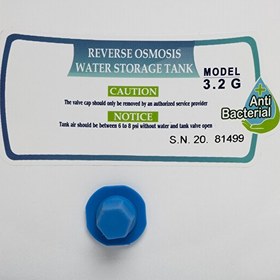 REVERSE OSMOSIS
WATER STORAGE TANK
MODEL
3.2 G
CAUTION
The valve cap should only be removed by an authorized service provider
NOTICE
Tank air should be between 6 to 8 psi without water and tank valve open
Anti
Bacterial
S.N. 20. 81499